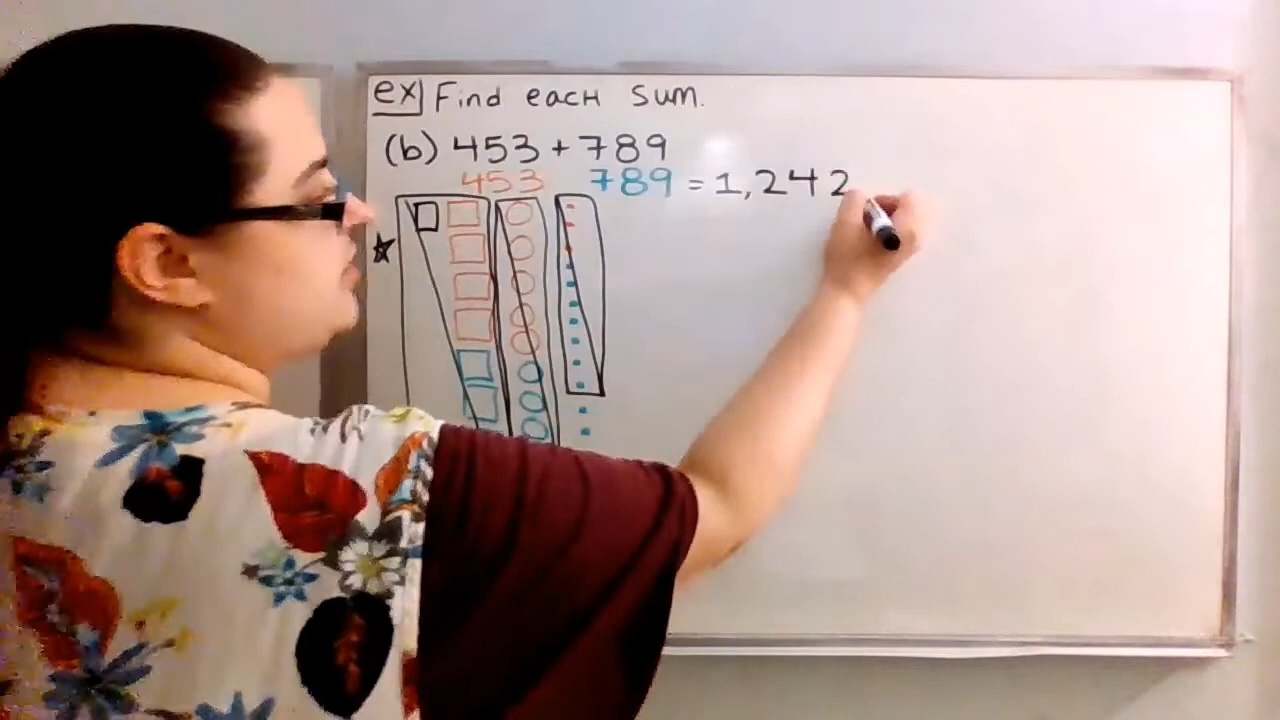 ex Find each sum.
(b) 453 + 789
453 789 = 1,242